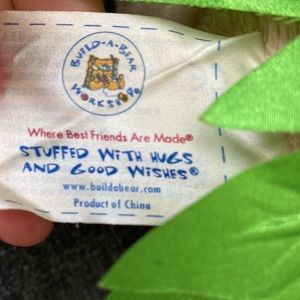 BUILD-A-BEAR
WORKSHOP®
Where Best Friends Are Made®
STUFFED WITH HUGS
AND GOOD WISHES®
www.buildabear.com
Product of China